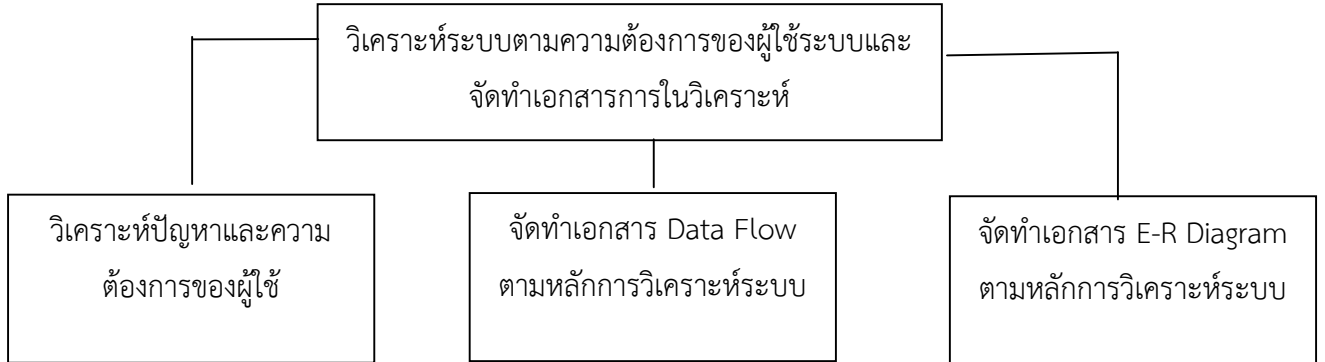 วิเคราะห์ระบบตามความต้องการของผู้ใช้ระบบและ
จัดทำเอกสารการในวิเคราะห์
วิเคราะห์ปัญหาและความ
ต้องการของผู้ใช้
จัดทำเอกสาร Data Flow
ตามหลักการวิเคราะห์ระบบ
จัดทำเอกสาร E-R Diagram
ตามหลักการวิเคราะห์ระบบ